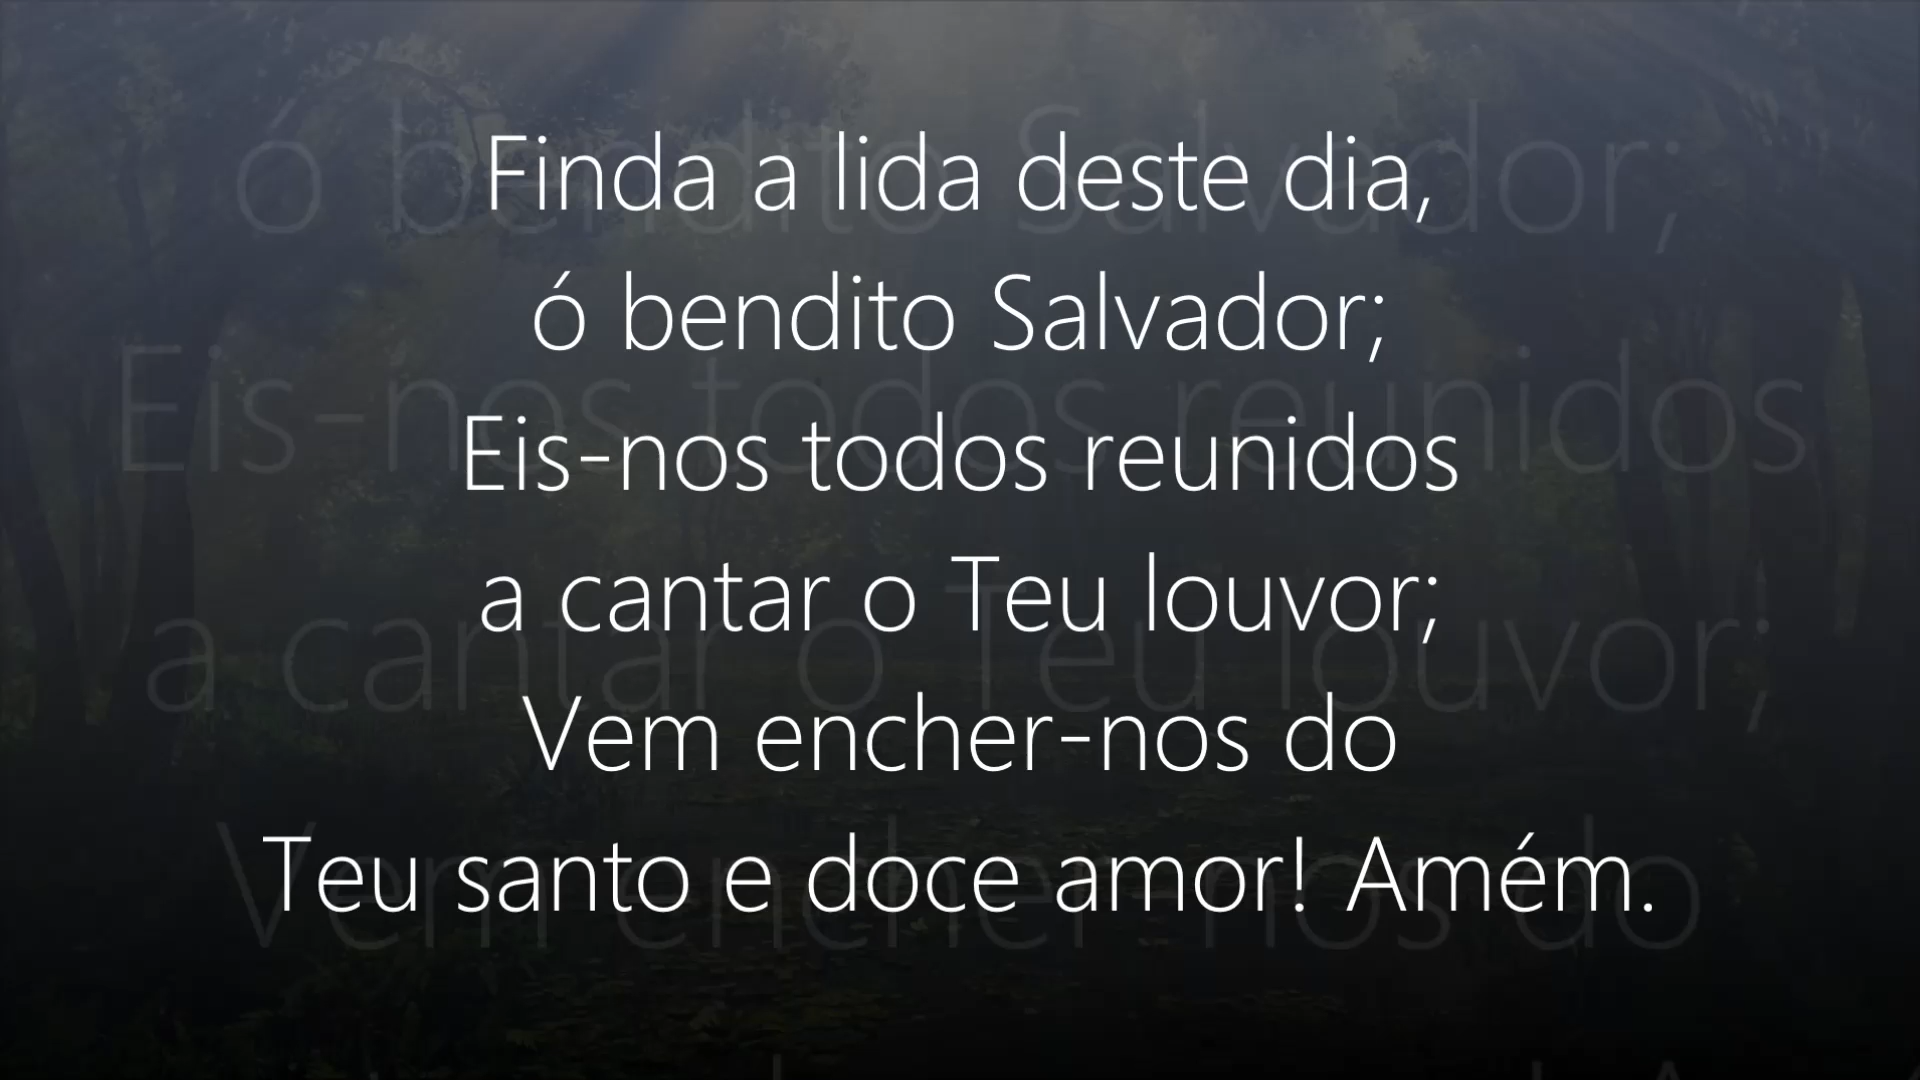 Finda a lida deste dia,
ó bendito Salvador;
Eis-nos todos reunidos
a cantar o Teu louvor;
Vem encher-nos do
Teu santo e doce amor! Amém.